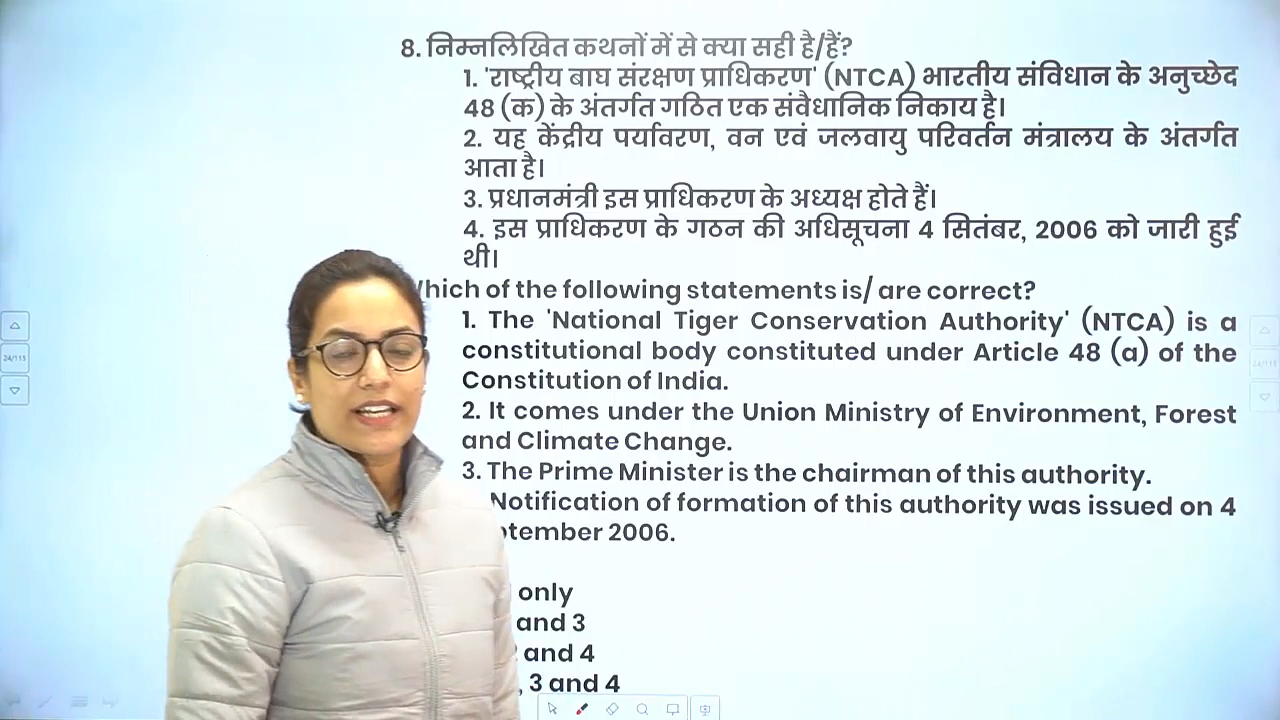 8. निम्नलिखित कथनों में से क्या सही है/हैं?
1. 'राष्ट्रीय बाघ संरक्षण प्राधिकरण' (NTCA) भारतीय संविधान के अनुच्छेद
48 (क) के अंतर्गत गठित एक संवैधानिक निकाय है।
2. यह केंद्रीय पर्यावरण, वन एवं जलवायु परिवर्तन मंत्रालय के अंतर्गत
आता है।
3. प्रधानमंत्री इस प्राधिकरण के अध्यक्ष होते हैं।
4. इस प्राधिकरण के गठन की अधिसूचना 4 सितंबर, 2006 को जारी हुई
थी।
of the following statements is/ are correct?
1. The 'National Tiger Conservation Authority' (NTCA) is a
constitutional body constituted under Article 48 (a) of the
Constitution of India.
2. It comes under the Union Ministry of Environment, Forest
and Climate Change.
3. The Prime Minister is the chairman of this authority.
Notification of formation of this authority was issued on 4
2006.
only
and 3
and 4
, 3 and 4
24/115